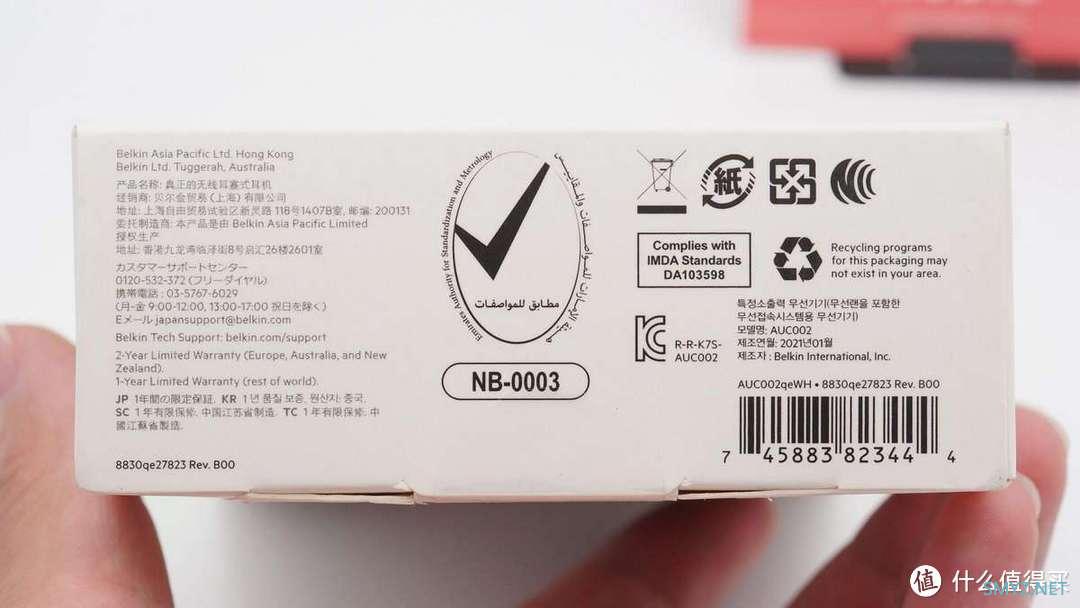 Belkin Asia Pacific Ltd. Hong Kong
Belkin Ltd. Tuggerah, Australia
产品名称: 真正的无线耳塞式耳机
经销商: 贝尔金贸易 (上海) 有限公司
地址: 上海自由贸易试验区新灵路 118号1407B室, 邮编: 200131
委托制造商: 本产品是由 Belkin Asia Pacific Limited
授权生产
地址: 香港九龙湾临泽街8号启汇26楼2601室
カスタマーサポートセンター
0120-532-372 (フリーダイヤル)
携帯電話 : 03-5767-6029
(月-金 9:00-12:00, 13:00-17:00 祝日を除く)
Eメール japansupport@belkin.com
Belkin Tech Support: belkin.com/support
2-Year Limited Warranty (Europe, Australia, and New
Zealand).
1-Year Limited Warranty (rest of world).
JP 1年間の限定保証. KR 1년 품질 보증. 원산지: 중국.
SC 1 年有限保修. 中国江苏省制造. TC 1 年有限保修. 中
國江蘇省製造.
8830qe27823 Rev. B00
Emirates Authority for Standardization and Metrology
هيئة الإمارات للمواصفات والمقاييس
مطابق للمواصفات
NB-0003
紙
Complies with
IMDA Standards
DA103598
Recycling programs
for this packaging may
not exist in your area.
R-R-K7S-
AUC002
특정소출력 무선기기(무선랜을 포함한
무선접속시스템용 무선기기)
모델명: AUC002
제조연월: 2021년01월
제조자 : Belkin International, Inc.
AUC002qeWH • 8830qe27823 Rev. B00
7 45883 82344 4
值 什么值得买
SMYZ.NET